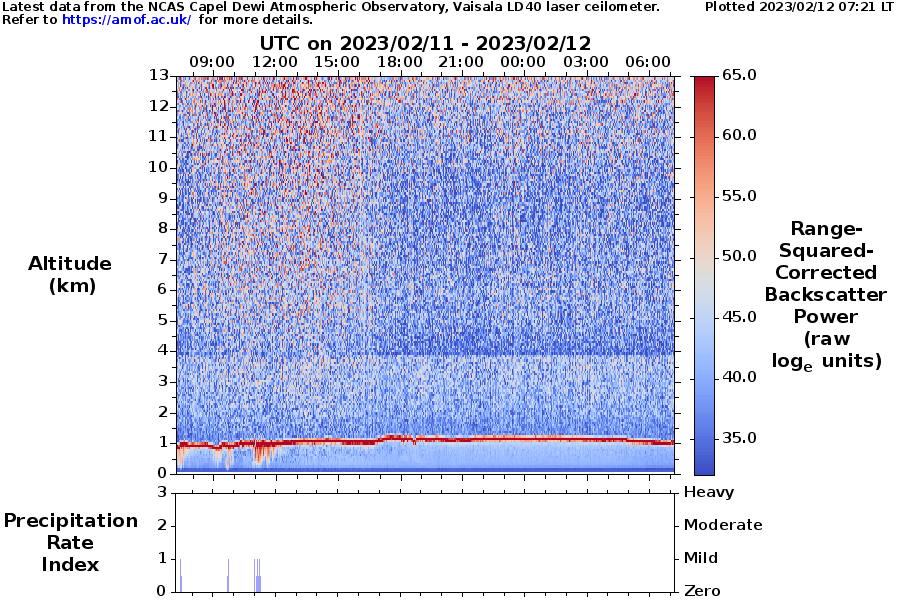 Latest data from the NCAS Capel Dewi Atmospheric Observatory, Vaisala LD40 laser ceilometer. Plotted 2023/02/12 07:21 LT
Refer to https://amof.ac.uk/ for more details.
UTC on 2023/02/11 - 2023/02/12
09:00 12:00 15:00 18:00 21:00 00:00 03:00 06:00
13
12
11
10
9
8
7
6
5
4
3
2
1
0
Altitude
(km)
65.0
60.0
55.0
50.0
45.0
40.0
35.0
Range-
Squared-
Corrected
Backscatter
Power
(raw
logₑ units)
3
2
1
0
Precipitation
Rate
Index
Heavy
Moderate
Mild
Zero